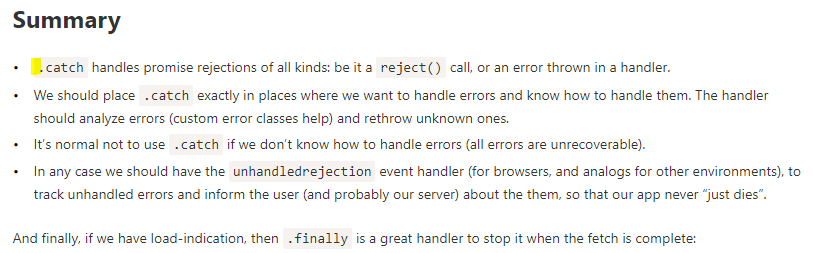 Summary
• .catch handles promise rejections of all kinds: be it a reject() call, or an error thrown in a handler.
• We should place .catch exactly in places where we want to handle errors and know how to handle them. The handler
should analyze errors (custom error classes help) and rethrow unknown ones.
• It’s normal not to use .catch if we don’t know how to handle errors (all errors are unrecoverable).
• In any case we should have the unhandledrejection event handler (for browsers, and analogs for other environments), to
track unhandled errors and inform the user (and probably our server) about the them, so that our app never “just dies”.
And finally, if we have load-indication, then .finally is a great handler to stop it when the fetch is complete: